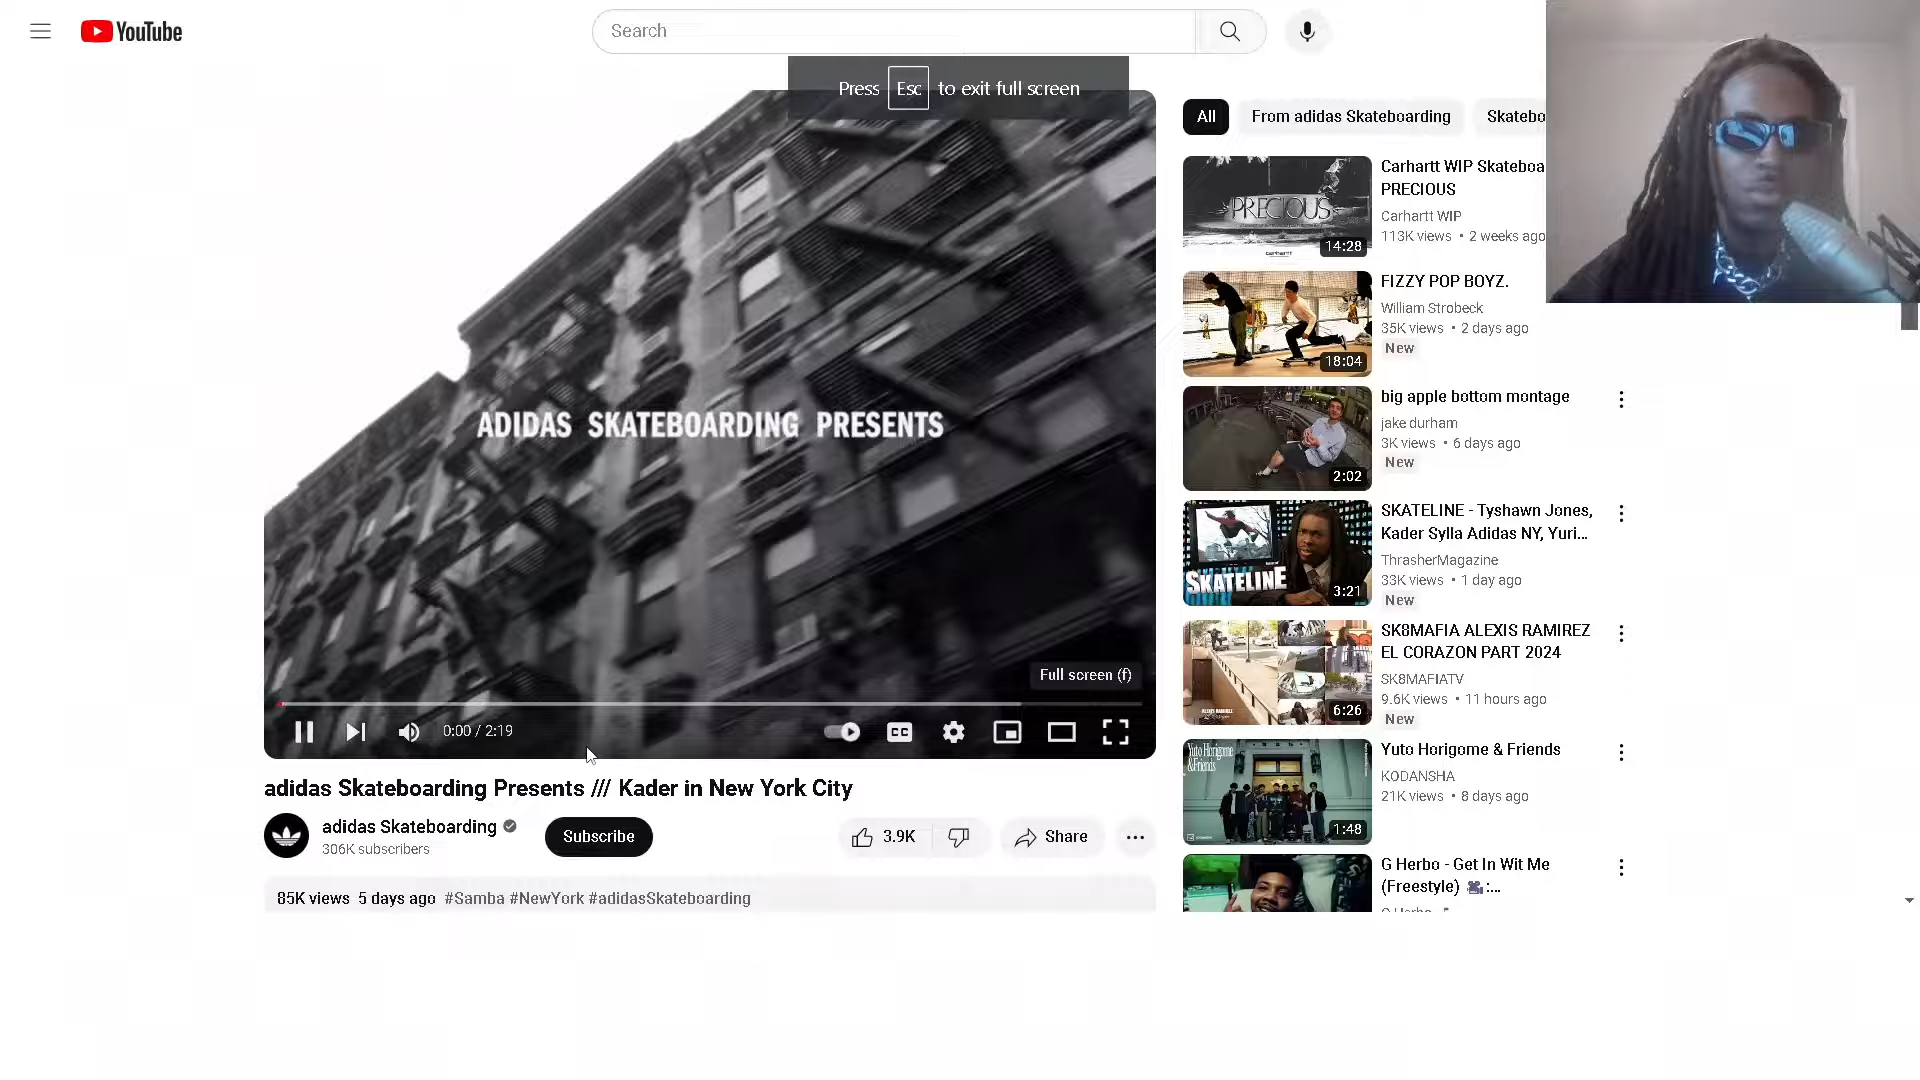 YouTube
Search
Press Esc to exit full screen
ADIDAS SKATEBOARDING PRESENTS
Full screen (f)
0:00 / 2:19
CC
adidas Skateboarding Presents /// Kader in New York City
adidas Skateboarding
306K subscribers
Subscribe
3.9K
Share
85K views 5 days ago #Samba #NewYork #adidasSkateboarding
All
From adidas Skateboarding
Skatebo
PRECIOUS
carhartt
14:28
Carhartt WIP Skateboa
PRECIOUS
Carhartt WIP
113K views • 2 weeks ago
18:04
FIZZY POP BOYZ.
William Strobeck
35K views • 2 days ago
New
2:02
big apple bottom montage
jake durham
3K views • 6 days ago
New
SKATELINE
3:21
SKATELINE - Tyshawn Jones,
Kader Sylla Adidas NY, Yuri...
ThrasherMagazine
33K views • 1 day ago
New
6:26
SK8MAFIA ALEXIS RAMIREZ
EL CORAZON PART 2024
SK8MAFIATV
9.6K views • 11 hours ago
New
Yuto Horigome
& Friends
1:48
Yuto Horigome & Friends
KODANSHA
21K views • 8 days ago
G Herbo - Get In Wit Me
(Freestyle) 🎥:...